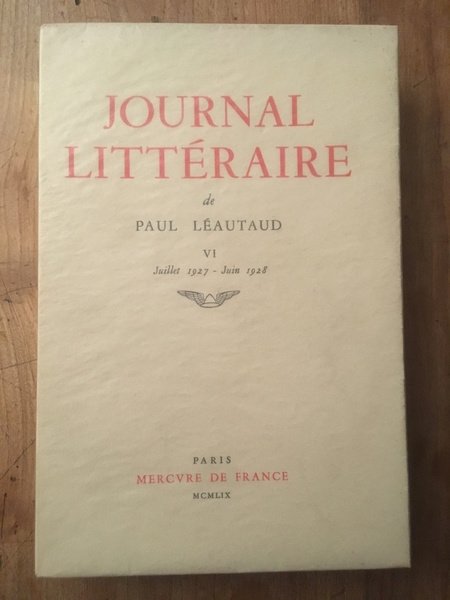 JOURNAL
LITTÉRAIRE
de
PAUL LÉAUTAUD
VI
Juillet 1927 - Juin 1928
PARIS
MERCVRE DE FRANCE
MCMLIX